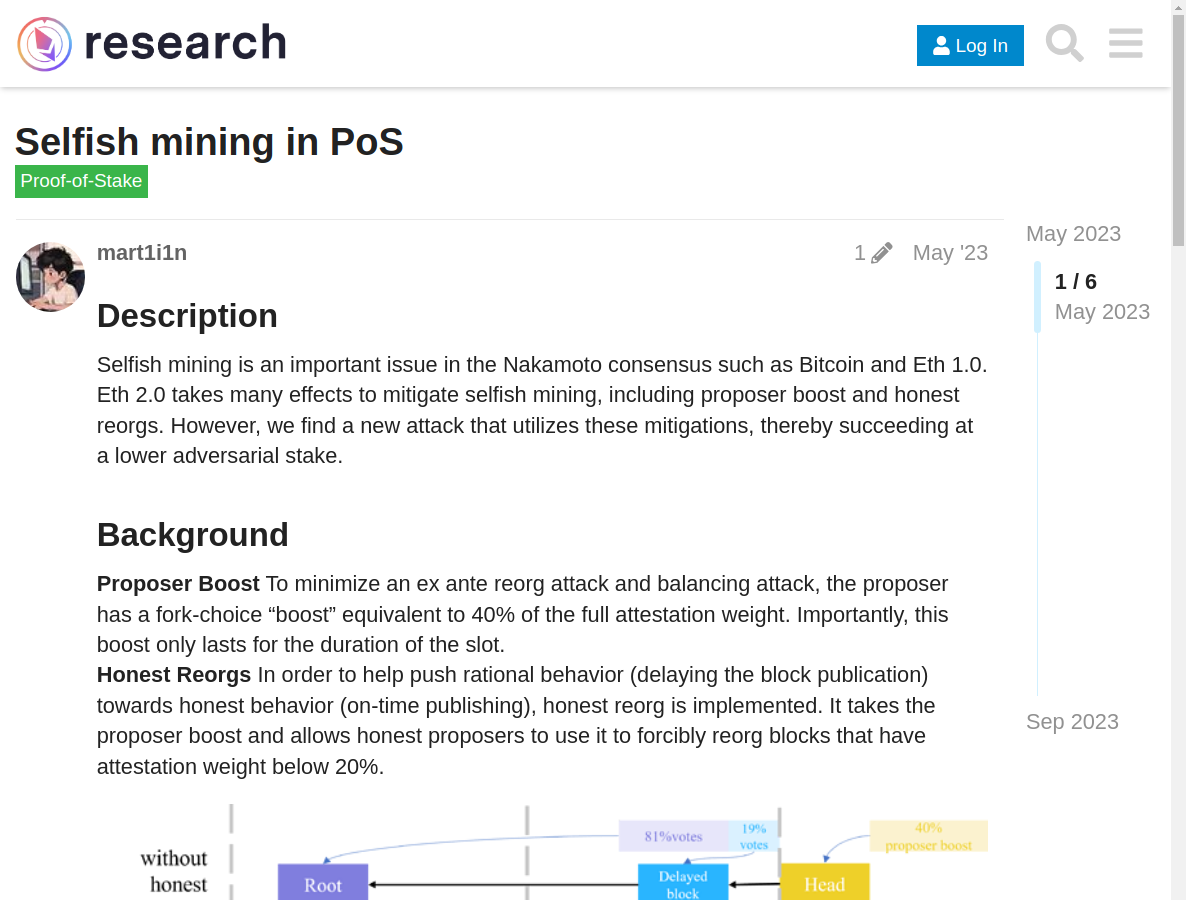 research
Log In
Selfish mining in PoS
Proof-of-Stake
mart1i1n
1
May '23
May 2023
1 / 6
May 2023
Description
Selfish mining is an important issue in the Nakamoto consensus such as Bitcoin and Eth 1.0.
Eth 2.0 takes many effects to mitigate selfish mining, including proposer boost and honest
reorgs. However, we find a new attack that utilizes these mitigations, thereby succeeding at
a lower adversarial stake.
Background
Proposer Boost To minimize an ex ante reorg attack and balancing attack, the proposer
has a fork-choice “boost” equivalent to 40% of the full attestation weight. Importantly, this
boost only lasts for the duration of the slot.
Honest Reorgs In order to help push rational behavior (delaying the block publication)
towards honest behavior (on-time publishing), honest reorg is implemented. It takes the
proposer boost and allows honest proposers to use it to forcibly reorg blocks that have
attestation weight below 20%.
Sep 2023
81%votes
19%
votes
40%
proposer boost
without
honest
Root
Delayed
block
Head